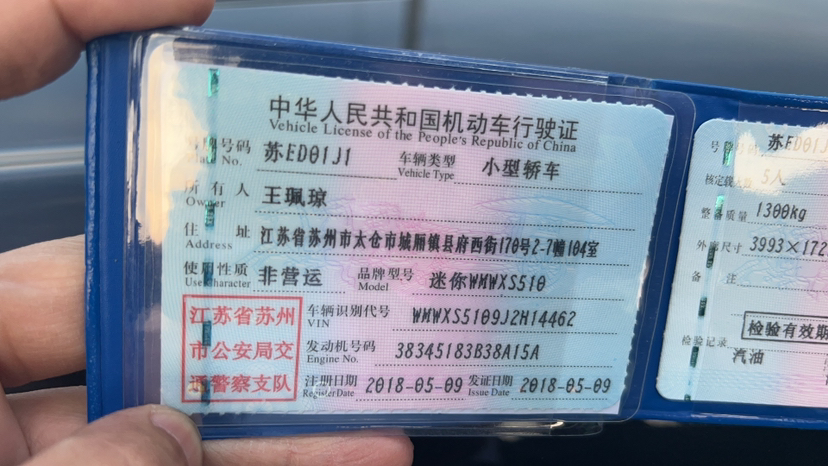 中华人民共和国机动车行驶证
Vehicle License of the People's Republic of China
号牌号码 苏ED01J1 车辆类型 小型轿车
Plate No. Vehicle Type
所有人 王珮琼
Owner
住址 江苏省苏州市太仓市城厢镇县府西街170号2-7幢104室
Address
使用性质 非营运 品牌型号 迷你WMWXS510
Use Character Model
江苏省苏州
市公安局交
通警察支队
车辆识别代号 WMWXS5109J2H14462
VIN
发动机号码 38345183B38A15A
Engine No.
注册日期 2018-05-09 发证日期 2018-05-09
Register Date Issue Date
号 苏ED01J
核定载人数 5人
整备质量 1300kg
外廓尺寸 3993×172
备注
检验有效期
检验记录
汽油